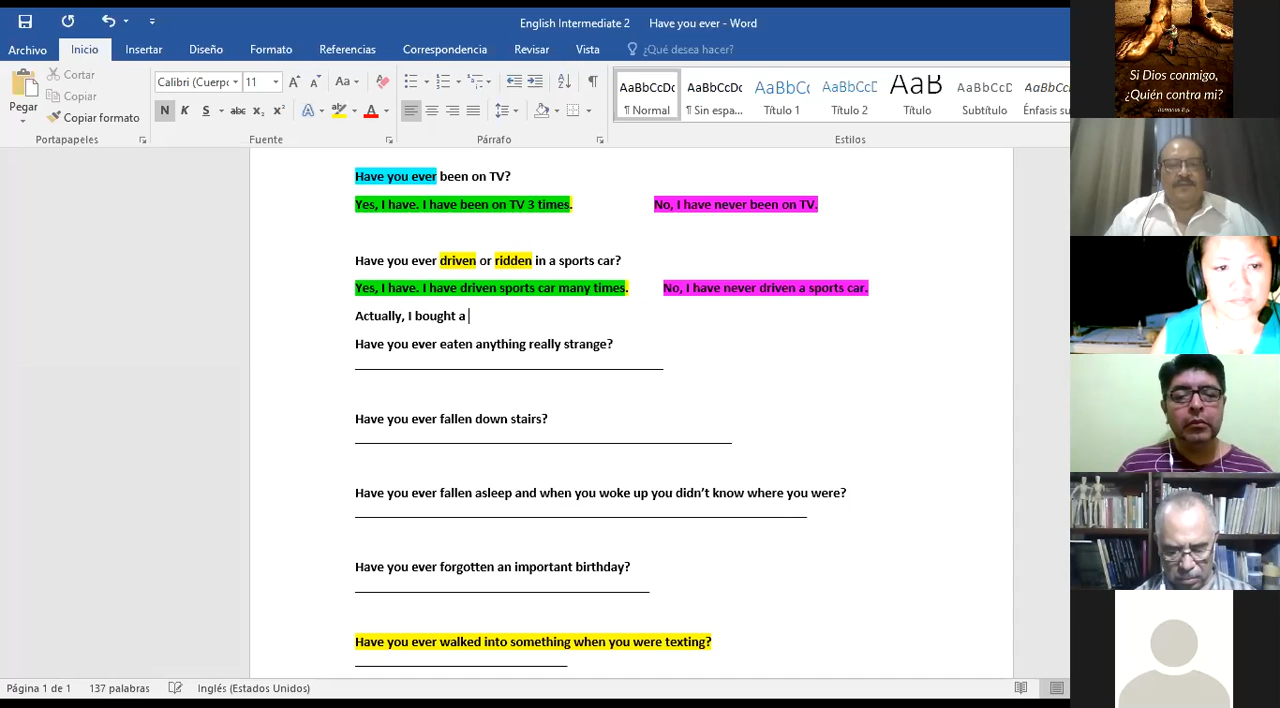 English Intermediate 2 Have you ever - Word
Archivo Inicio Insertar Diseño Formato Referencias Correspondencia Revisar Vista ¿Qué desea hacer?
Pegar
Cortar
Copiar
Copiar formato
Portapapeles
Calibri (Cuerpo 11
Aa
N K S abc x₂ x²
Fuente
Párrafo
AaBbCcDc AaBbCcDc AaBbCc AaBbCcC AaB AaBbCcC AaBbCcDc
¶ Normal ¶ Sin espa... Título 1 Título 2 Título Subtítulo Énfasis su
Estilos
Have you ever been on TV?
Yes, I have. I have been on TV 3 times. No, I have never been on TV.
Have you ever driven or ridden in a sports car?
Yes, I have. I have driven sports car many times. No, I have never driven a sports car.
Actually, I bought a
Have you ever eaten anything really strange?
Have you ever fallen down stairs?
Have you ever fallen asleep and when you woke up you didn’t know where you were?
Have you ever forgotten an important birthday?
Have you ever walked into something when you were texting?
Página 1 de 1 137 palabras Inglés (Estados Unidos)
Si Dios conmigo,
¿Quién contra mi?